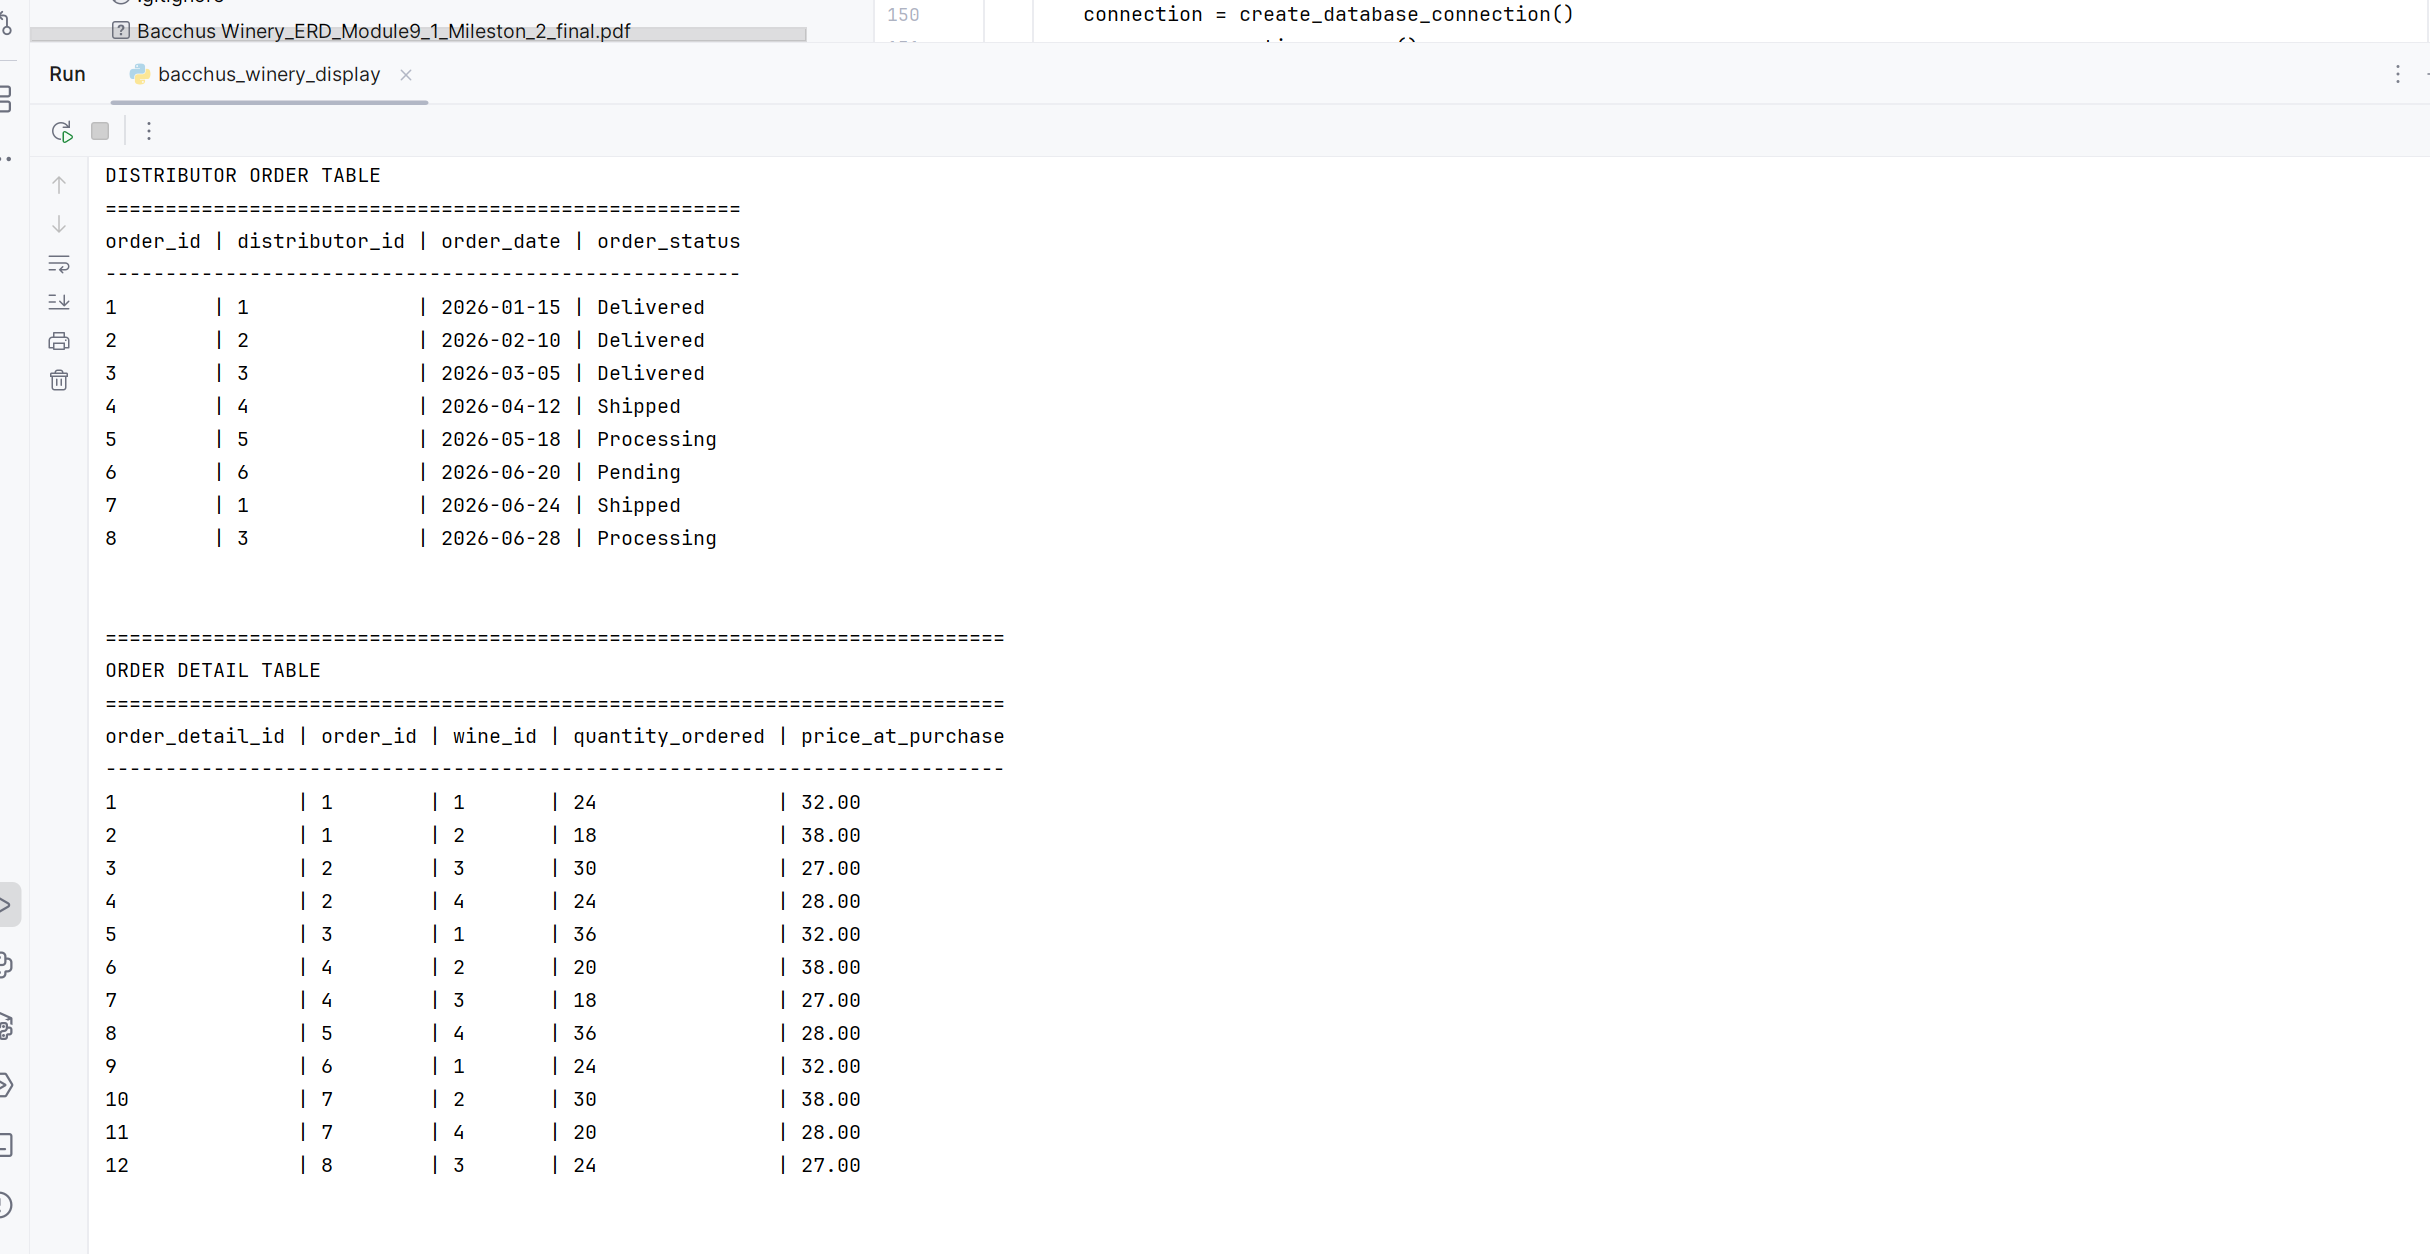 Bacchus Winery_ERD_Module9_1_Mileston_2_final.pdf
150 connection = create_database_connection()
Run bacchus_winery_display
DISTRIBUTOR ORDER TABLE
=====================================================
order_id | distributor_id | order_date | order_status
-----------------------------------------------------
1        | 1              | 2026-01-15 | Delivered
2        | 2              | 2026-02-10 | Delivered
3        | 3              | 2026-03-05 | Delivered
4        | 4              | 2026-04-12 | Shipped
5        | 5              | 2026-05-18 | Processing
6        | 6              | 2026-06-20 | Pending
7        | 1              | 2026-06-24 | Shipped
8        | 3              | 2026-06-28 | Processing
===========================================================================
ORDER DETAIL TABLE
===========================================================================
order_detail_id | order_id | wine_id | quantity_ordered | price_at_purchase
---------------------------------------------------------------------------
1               | 1        | 1       | 24               | 32.00
2               | 1        | 2       | 18               | 38.00
3               | 2        | 3       | 30               | 27.00
4               | 2        | 4       | 24               | 28.00
5               | 3        | 1       | 36               | 32.00
6               | 4        | 2       | 20               | 38.00
7               | 4        | 3       | 18               | 27.00
8               | 5        | 4       | 36               | 28.00
9               | 6        | 1       | 24               | 32.00
10              | 7        | 2       | 30               | 38.00
11              | 7        | 4       | 20               | 28.00
12              | 8        | 3       | 24               | 27.00